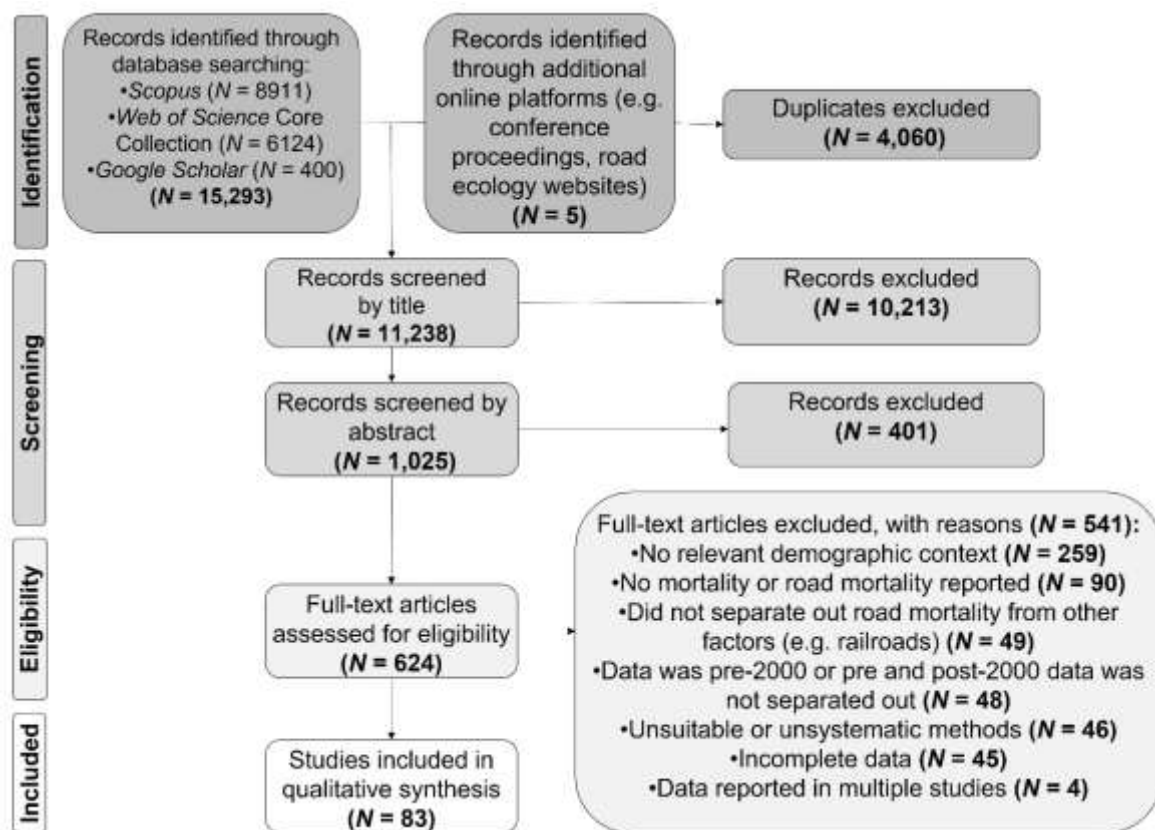 Identification
Records identified through
database searching:
•Scopus (N = 8911)
•Web of Science Core
Collection (N = 6124)
•Google Scholar (N = 400)
(N = 15,293)
Records identified
through additional
online platforms (e.g.
conference
proceedings, road
ecology websites)
(N = 5)
Duplicates excluded
(N = 4,060)
Screening
Records screened
by title
(N = 11,238)
Records excluded
(N = 10,213)
Records screened by
abstract
(N = 1,025)
Records excluded
(N = 401)
Eligibility
Full-text articles
assessed for eligibility
(N = 624)
Full-text articles excluded, with reasons (N = 541):
•No relevant demographic context (N = 259)
•No mortality or road mortality reported (N = 90)
•Did not separate out road mortality from other
factors (e.g. railroads) (N = 49)
•Data was pre-2000 or pre and post-2000 data was
not separated out (N = 48)
•Unsuitable or unsystematic methods (N = 46)
•Incomplete data (N = 45)
•Data reported in multiple studies (N = 4)
Included
Studies included in
qualitative synthesis
(N = 83)